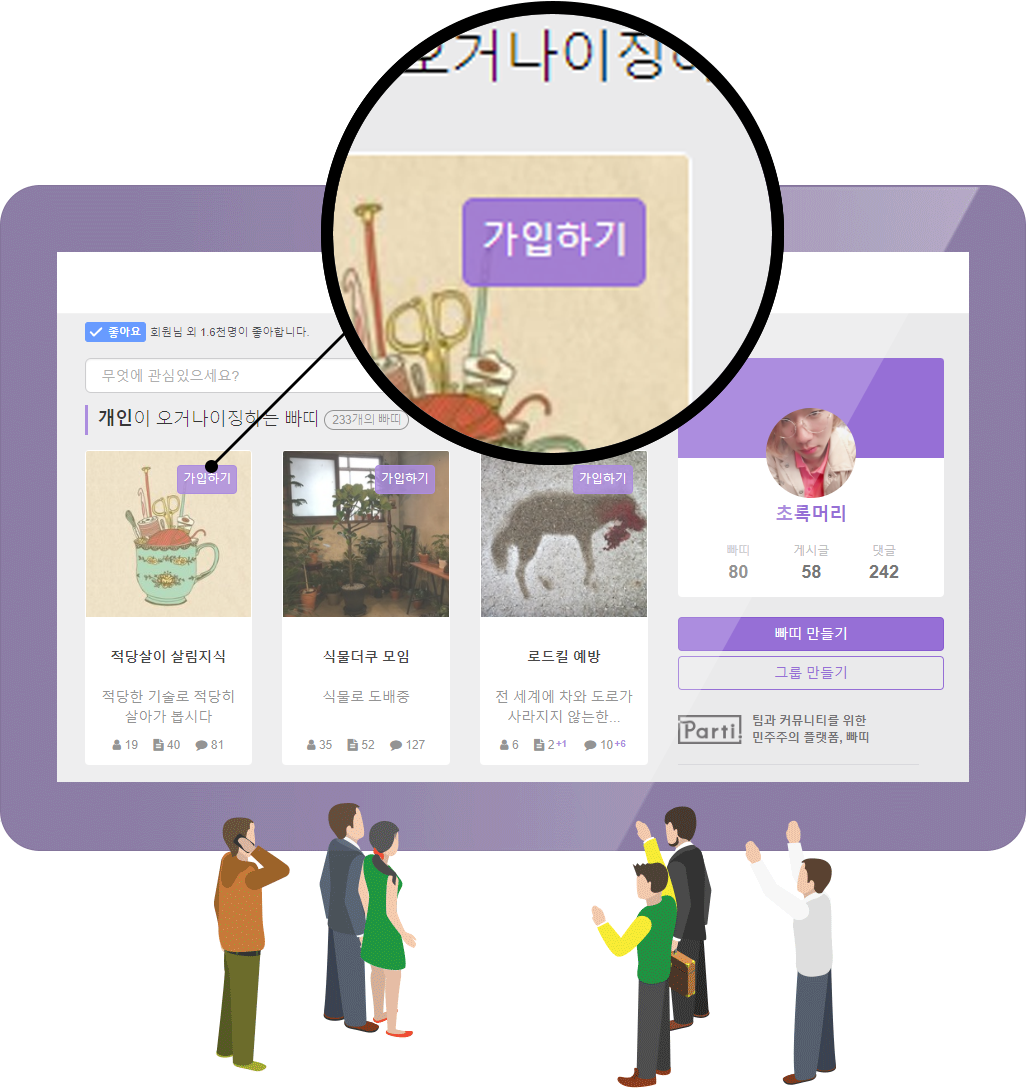 오거나이징하
가입하기
좋아요 회원님 외 1.6천명이 좋아합니다.
무엇에 관심있으세요?
개인이 오거나이징하는 빠띠 233개의 빠띠
가입하기
적당살이 살림지식
적당한 기술로 적당히
살아가 봅시다
19 40 81
가입하기
식물더쿠 모임
식물로 도배중
35 52 127
가입하기
로드킬 예방
전 세계에 차와 도로가
사라지지 않는한...
6 2+1 10+6
초록머리
빠띠 게시글 댓글
80 58 242
빠띠 만들기
그룹 만들기
Parti
팀과 커뮤니티를 위한
민주주의 플랫폼, 빠띠